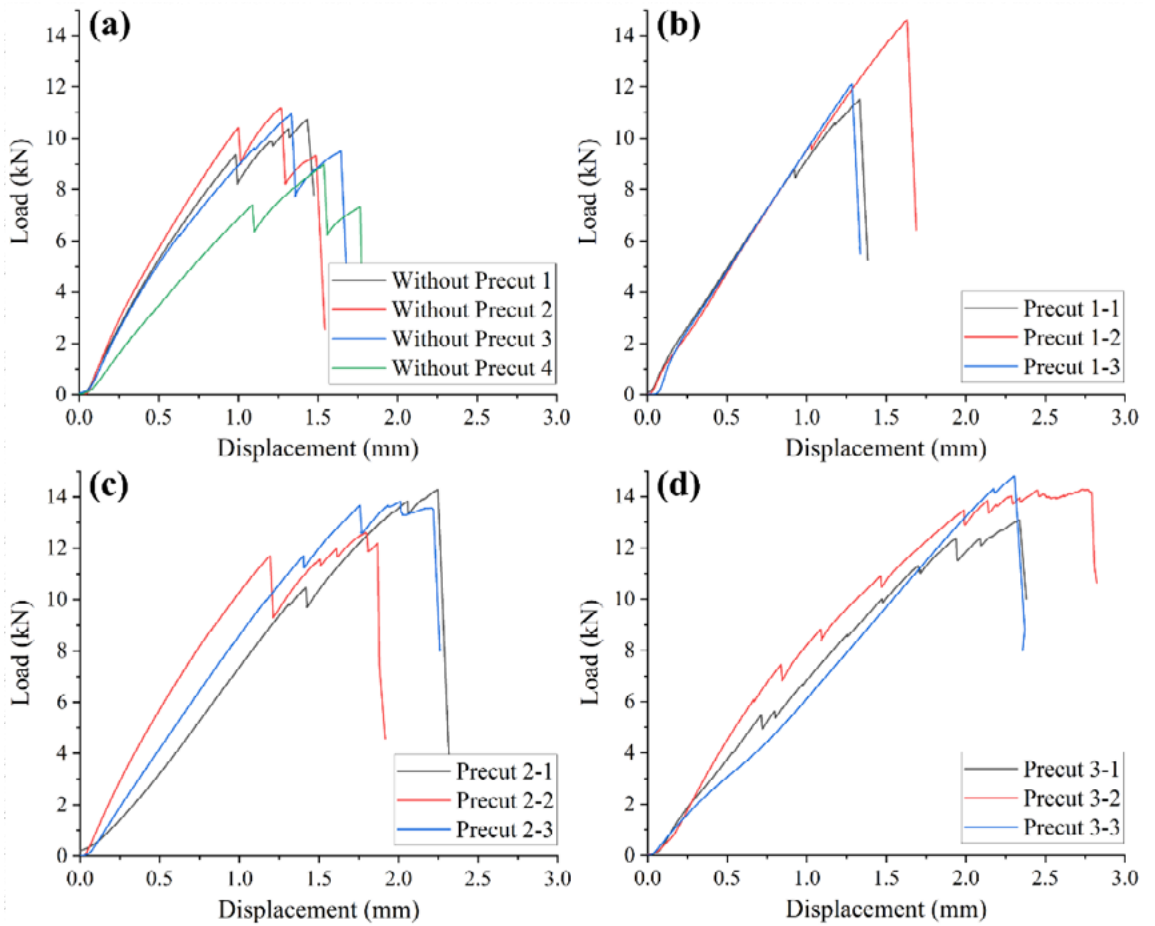 (a)
14
12
10
8
6
4
2
0
Load (kN)
0.0 0.5 1.0 1.5 2.0 2.5 3.0
Displacement (mm)
Without Precut 1
Without Precut 2
Without Precut 3
Without Precut 4
(b)
14
12
10
8
6
4
2
0
Load (kN)
0.0 0.5 1.0 1.5 2.0 2.5 3.0
Displacement (mm)
Precut 1-1
Precut 1-2
Precut 1-3
(c)
14
12
10
8
6
4
2
0
Load (kN)
0.0 0.5 1.0 1.5 2.0 2.5 3.0
Displacement (mm)
Precut 2-1
Precut 2-2
Precut 2-3
(d)
14
12
10
8
6
4
2
0
Load (kN)
0.0 0.5 1.0 1.5 2.0 2.5 3.0
Displacement (mm)
Precut 3-1
Precut 3-2
Precut 3-3